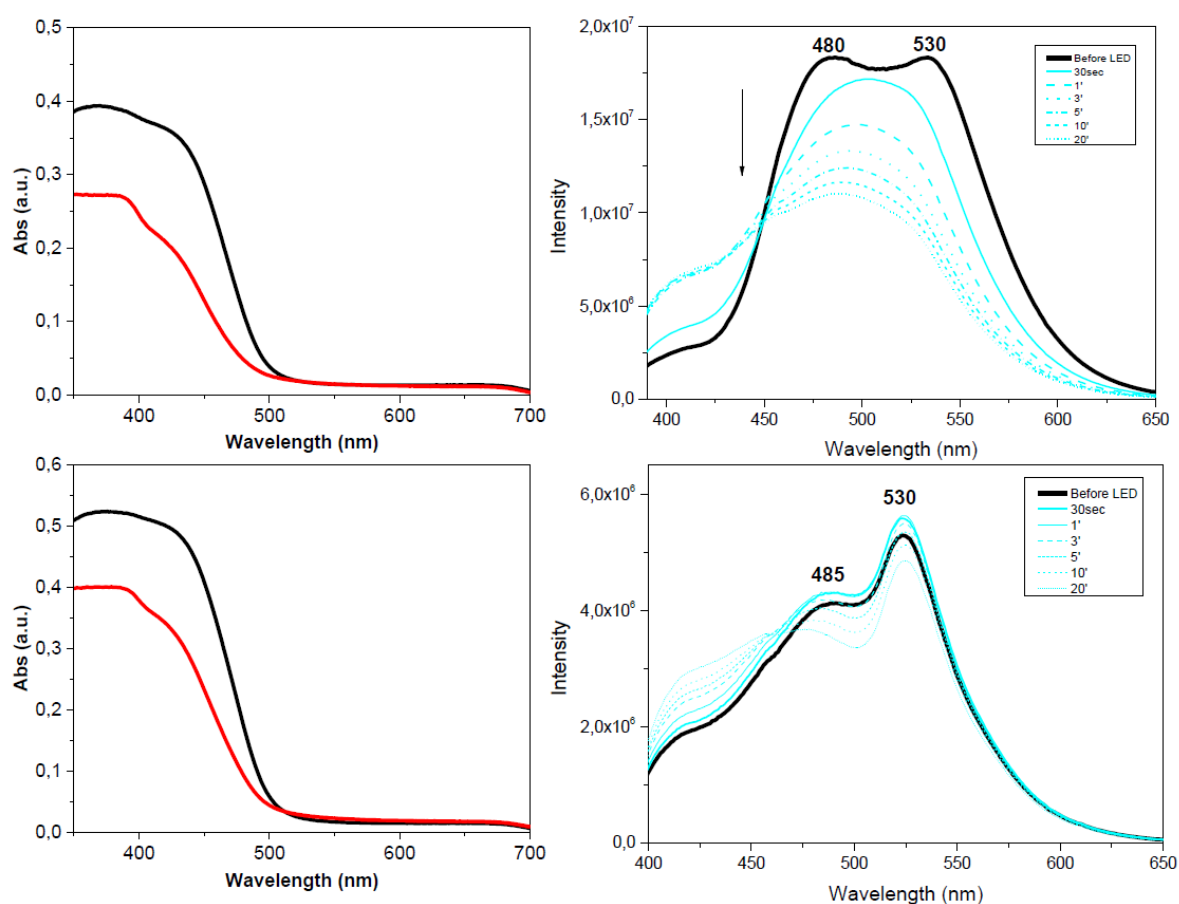 0,5
0,4
0,3
0,2
0,1
0,0
Abs (a.u.)
400
500
600
700
Wavelength (nm)
2,0x10⁷
1,5x10⁷
1,0x10⁷
5,0x10⁶
0,0
Intensity
480
530
Before LED
30sec
1'
3'
5'
10'
20'
400
450
500
550
600
650
Wavelength (nm)
0,6
0,5
0,4
0,3
0,2
0,1
0,0
Abs (a.u.)
400
500
600
700
Wavelength (nm)
6,0x10⁶
4,0x10⁶
2,0x10⁶
0,0
Intensity
485
530
Before LED
30sec
1'
3'
5'
10'
20'
400
450
500
550
600
650
Wavelength (nm)